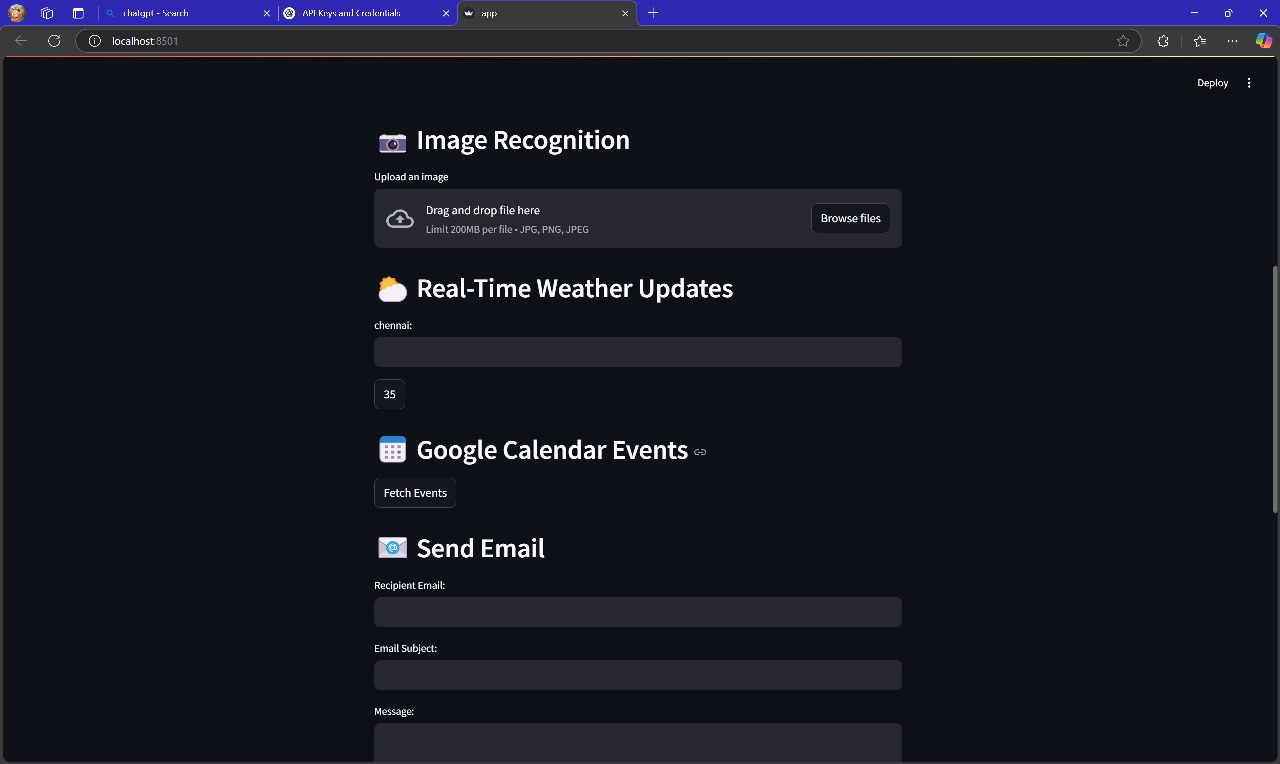 chatgpt - Search
API Keys and Credentials
app
localhost:8501
Deploy
Image Recognition
Upload an image
Drag and drop file here
Limit 200MB per file • JPG, PNG, JPEG
Browse files
Real-Time Weather Updates
chennai:
35
Google Calendar Events
Fetch Events
@ Send Email
Recipient Email:
Email Subject:
Message: